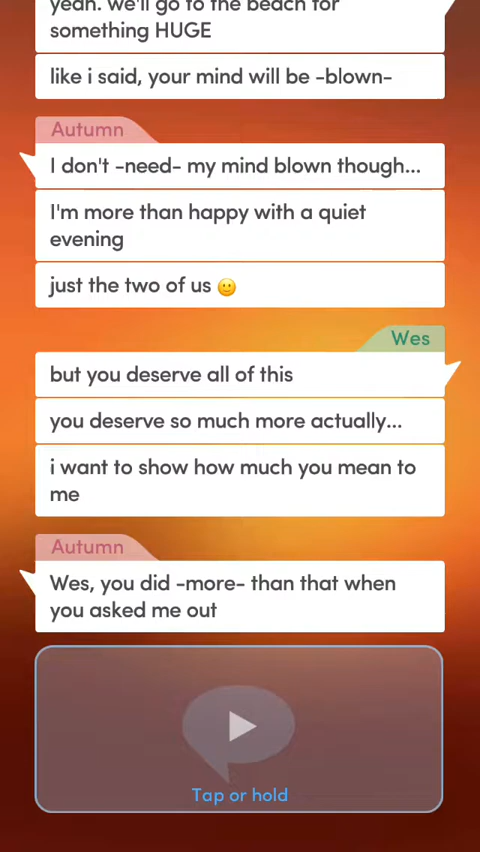 yeah. we'll go to the beach for
something HUGE
like i said, your mind will be -blown-
Autumn
I don't -need- my mind blown though...
I'm more than happy with a quiet
evening
just the two of us 🙂
Wes
but you deserve all of this
you deserve so much more actually...
i want to show how much you mean to
me
Autumn
Wes, you did -more- than that when
you asked me out
Tap or hold